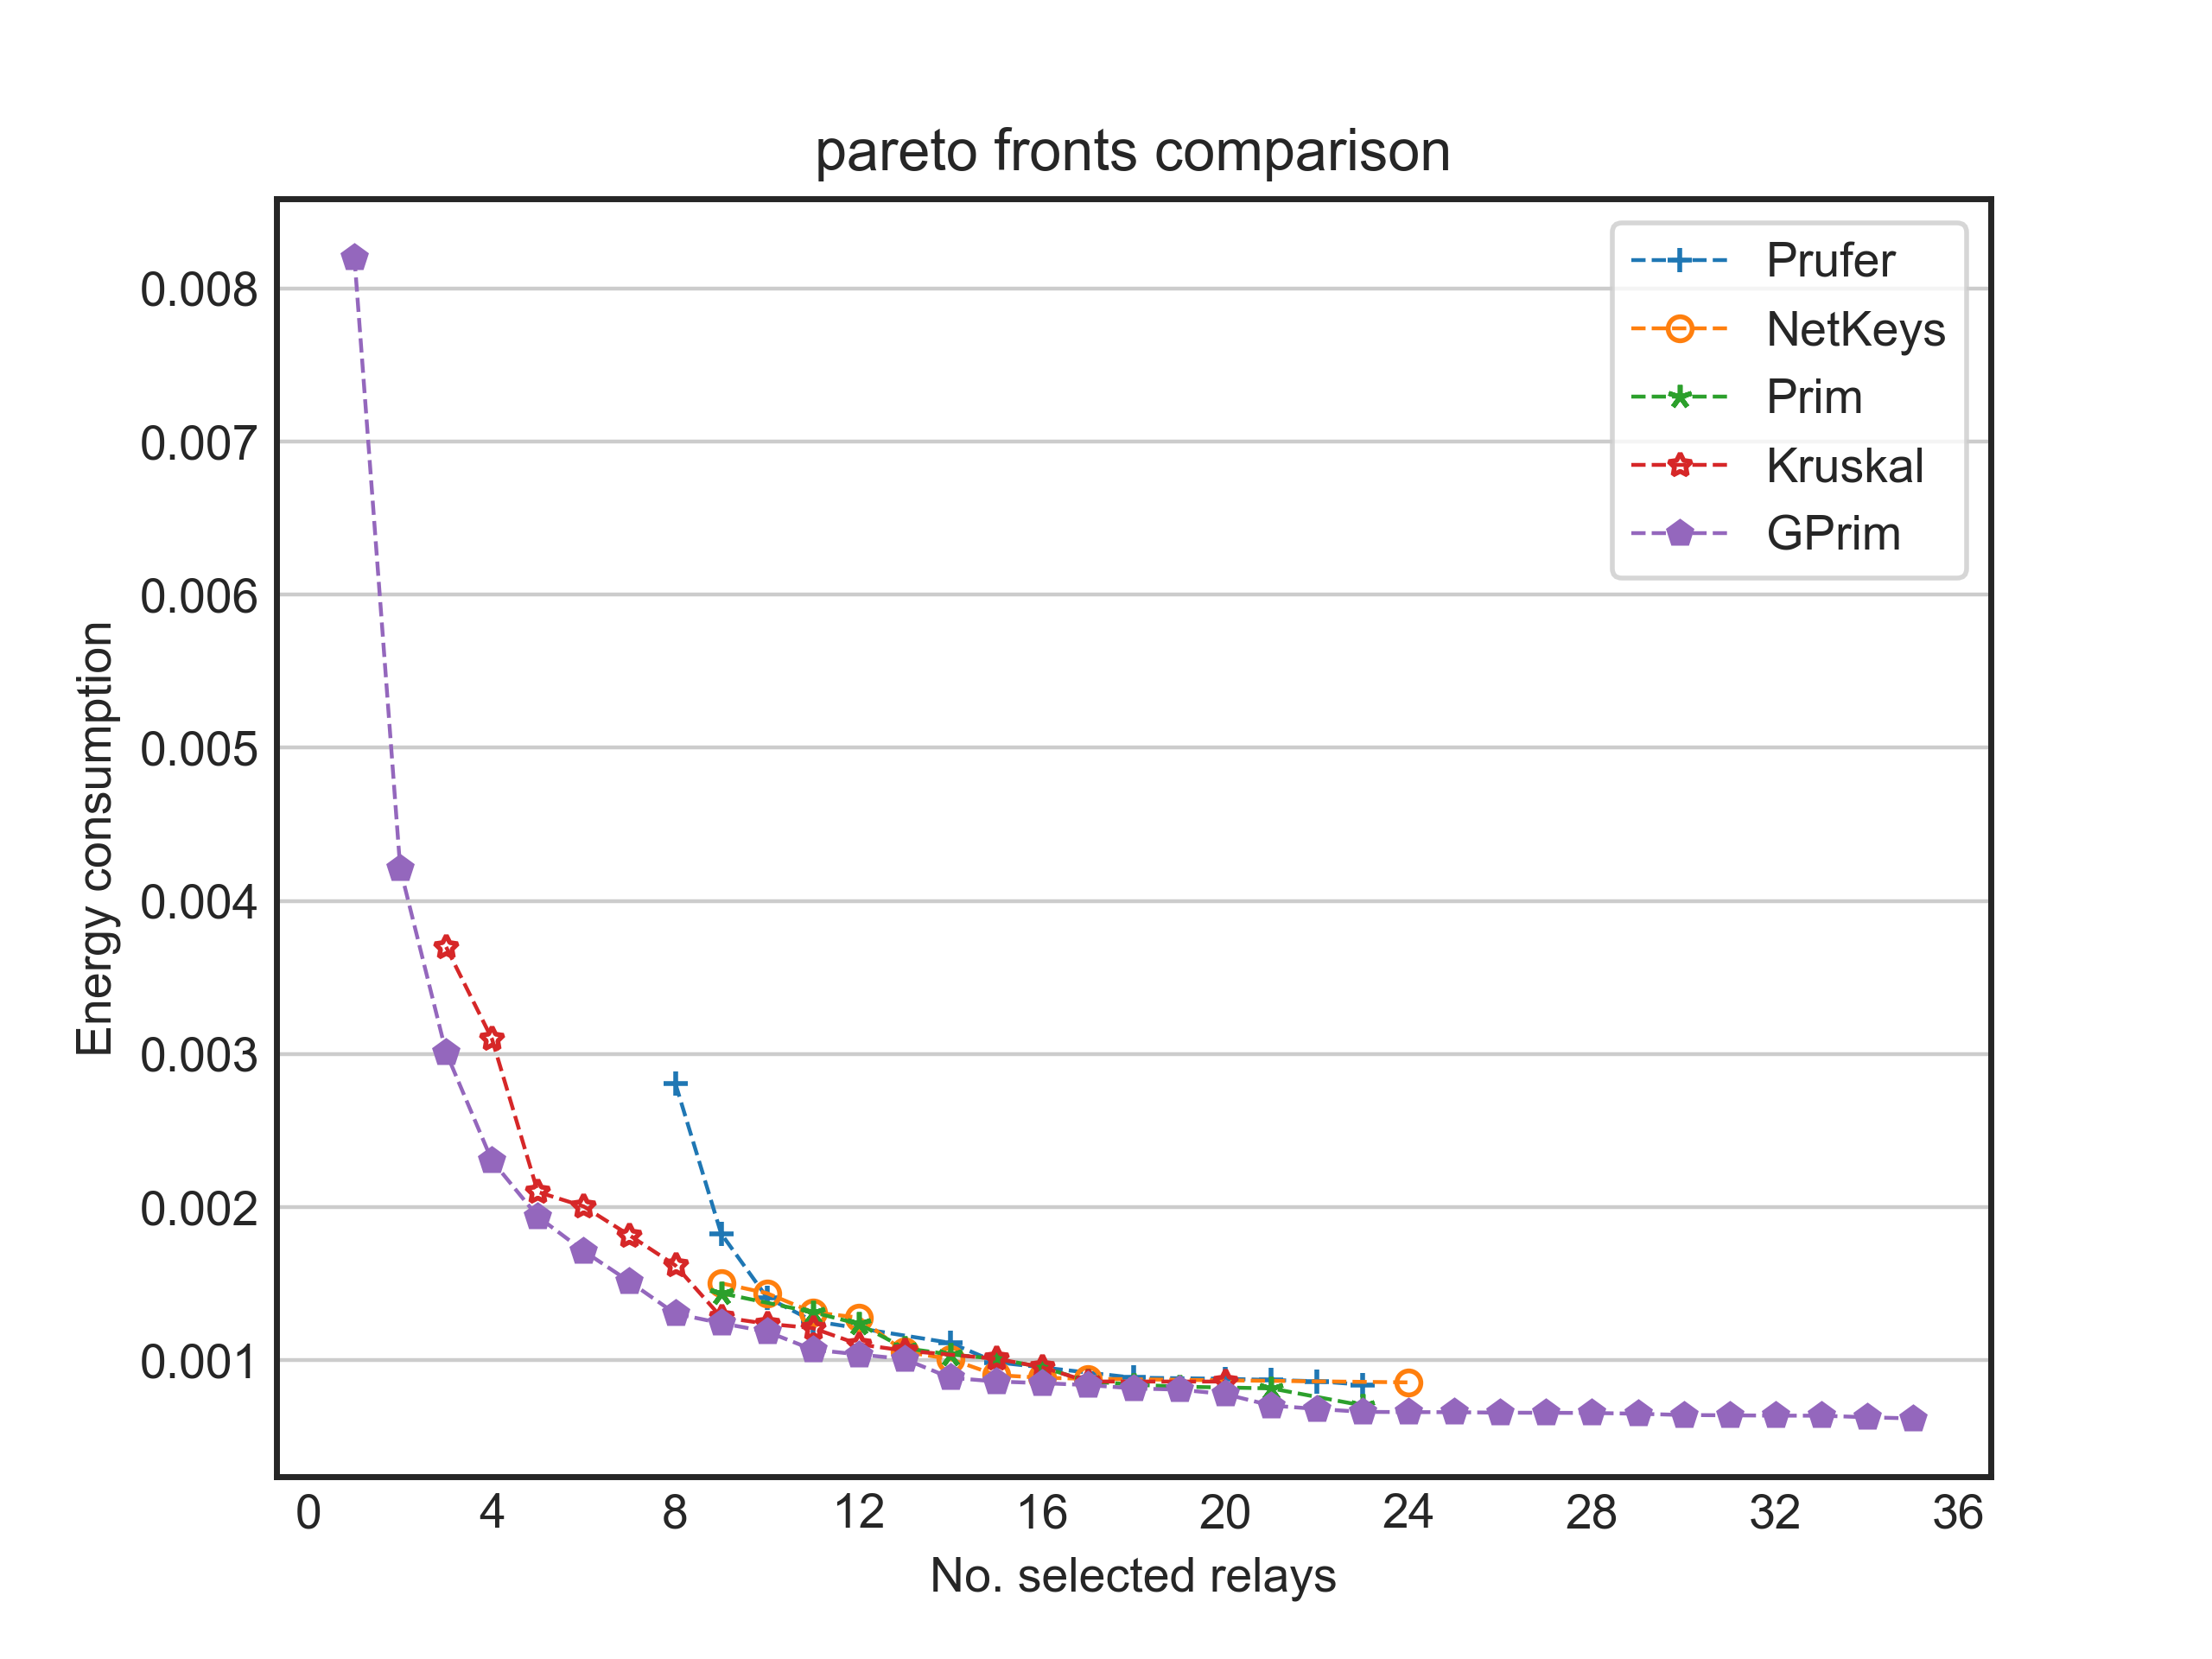 pareto fronts comparison
Prufer
NetKeys
Prim
Kruskal
GPrim
0.008
0.007
0.006
0.005
0.004
0.003
0.002
0.001
Energy consumption
0 4 8 12 16 20 24 28 32 36
No. selected relays